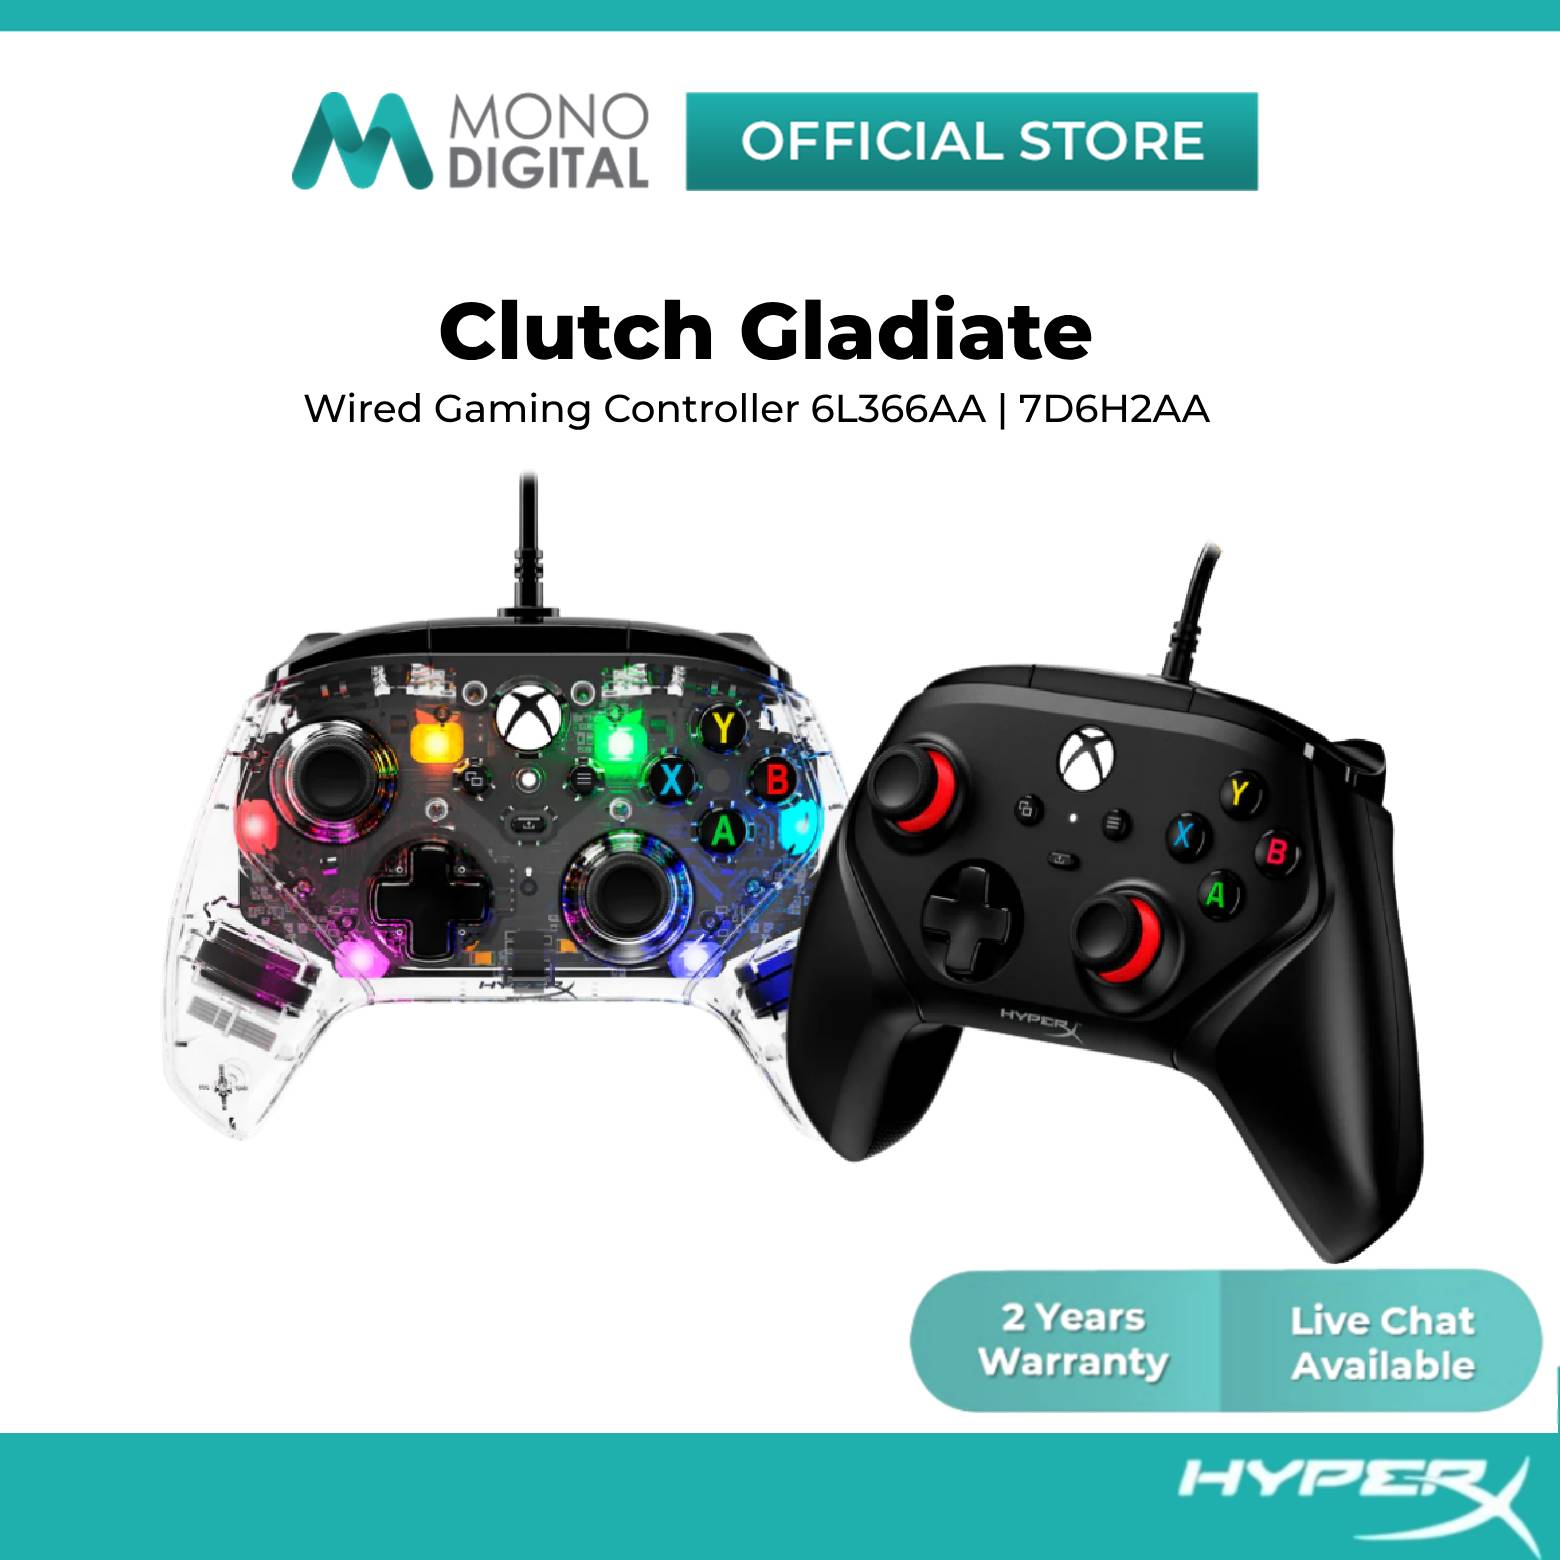 MONO
DIGITAL
OFFICIAL STORE
Clutch Gladiate
Wired Gaming Controller 6L366AA | 7D6H2AA
Y
X
B
A
HYPERX
Y
X
B
A
HYPERX
2 Years
Warranty
Live Chat
Available
HYPERX